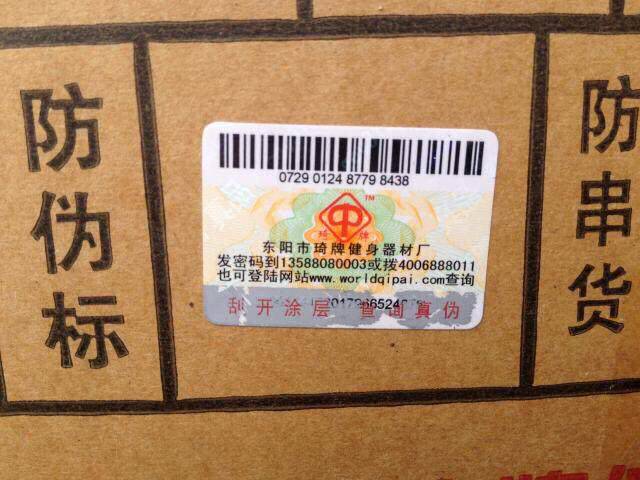 防伪标
0729 0124 8779 8438
TM
琦 牌
东阳市琦牌健身器材厂
发密码到13588080003或拨4006888011
也可登陆网站www.worldqipai.com查询
刮开涂层 查询真伪
防串货